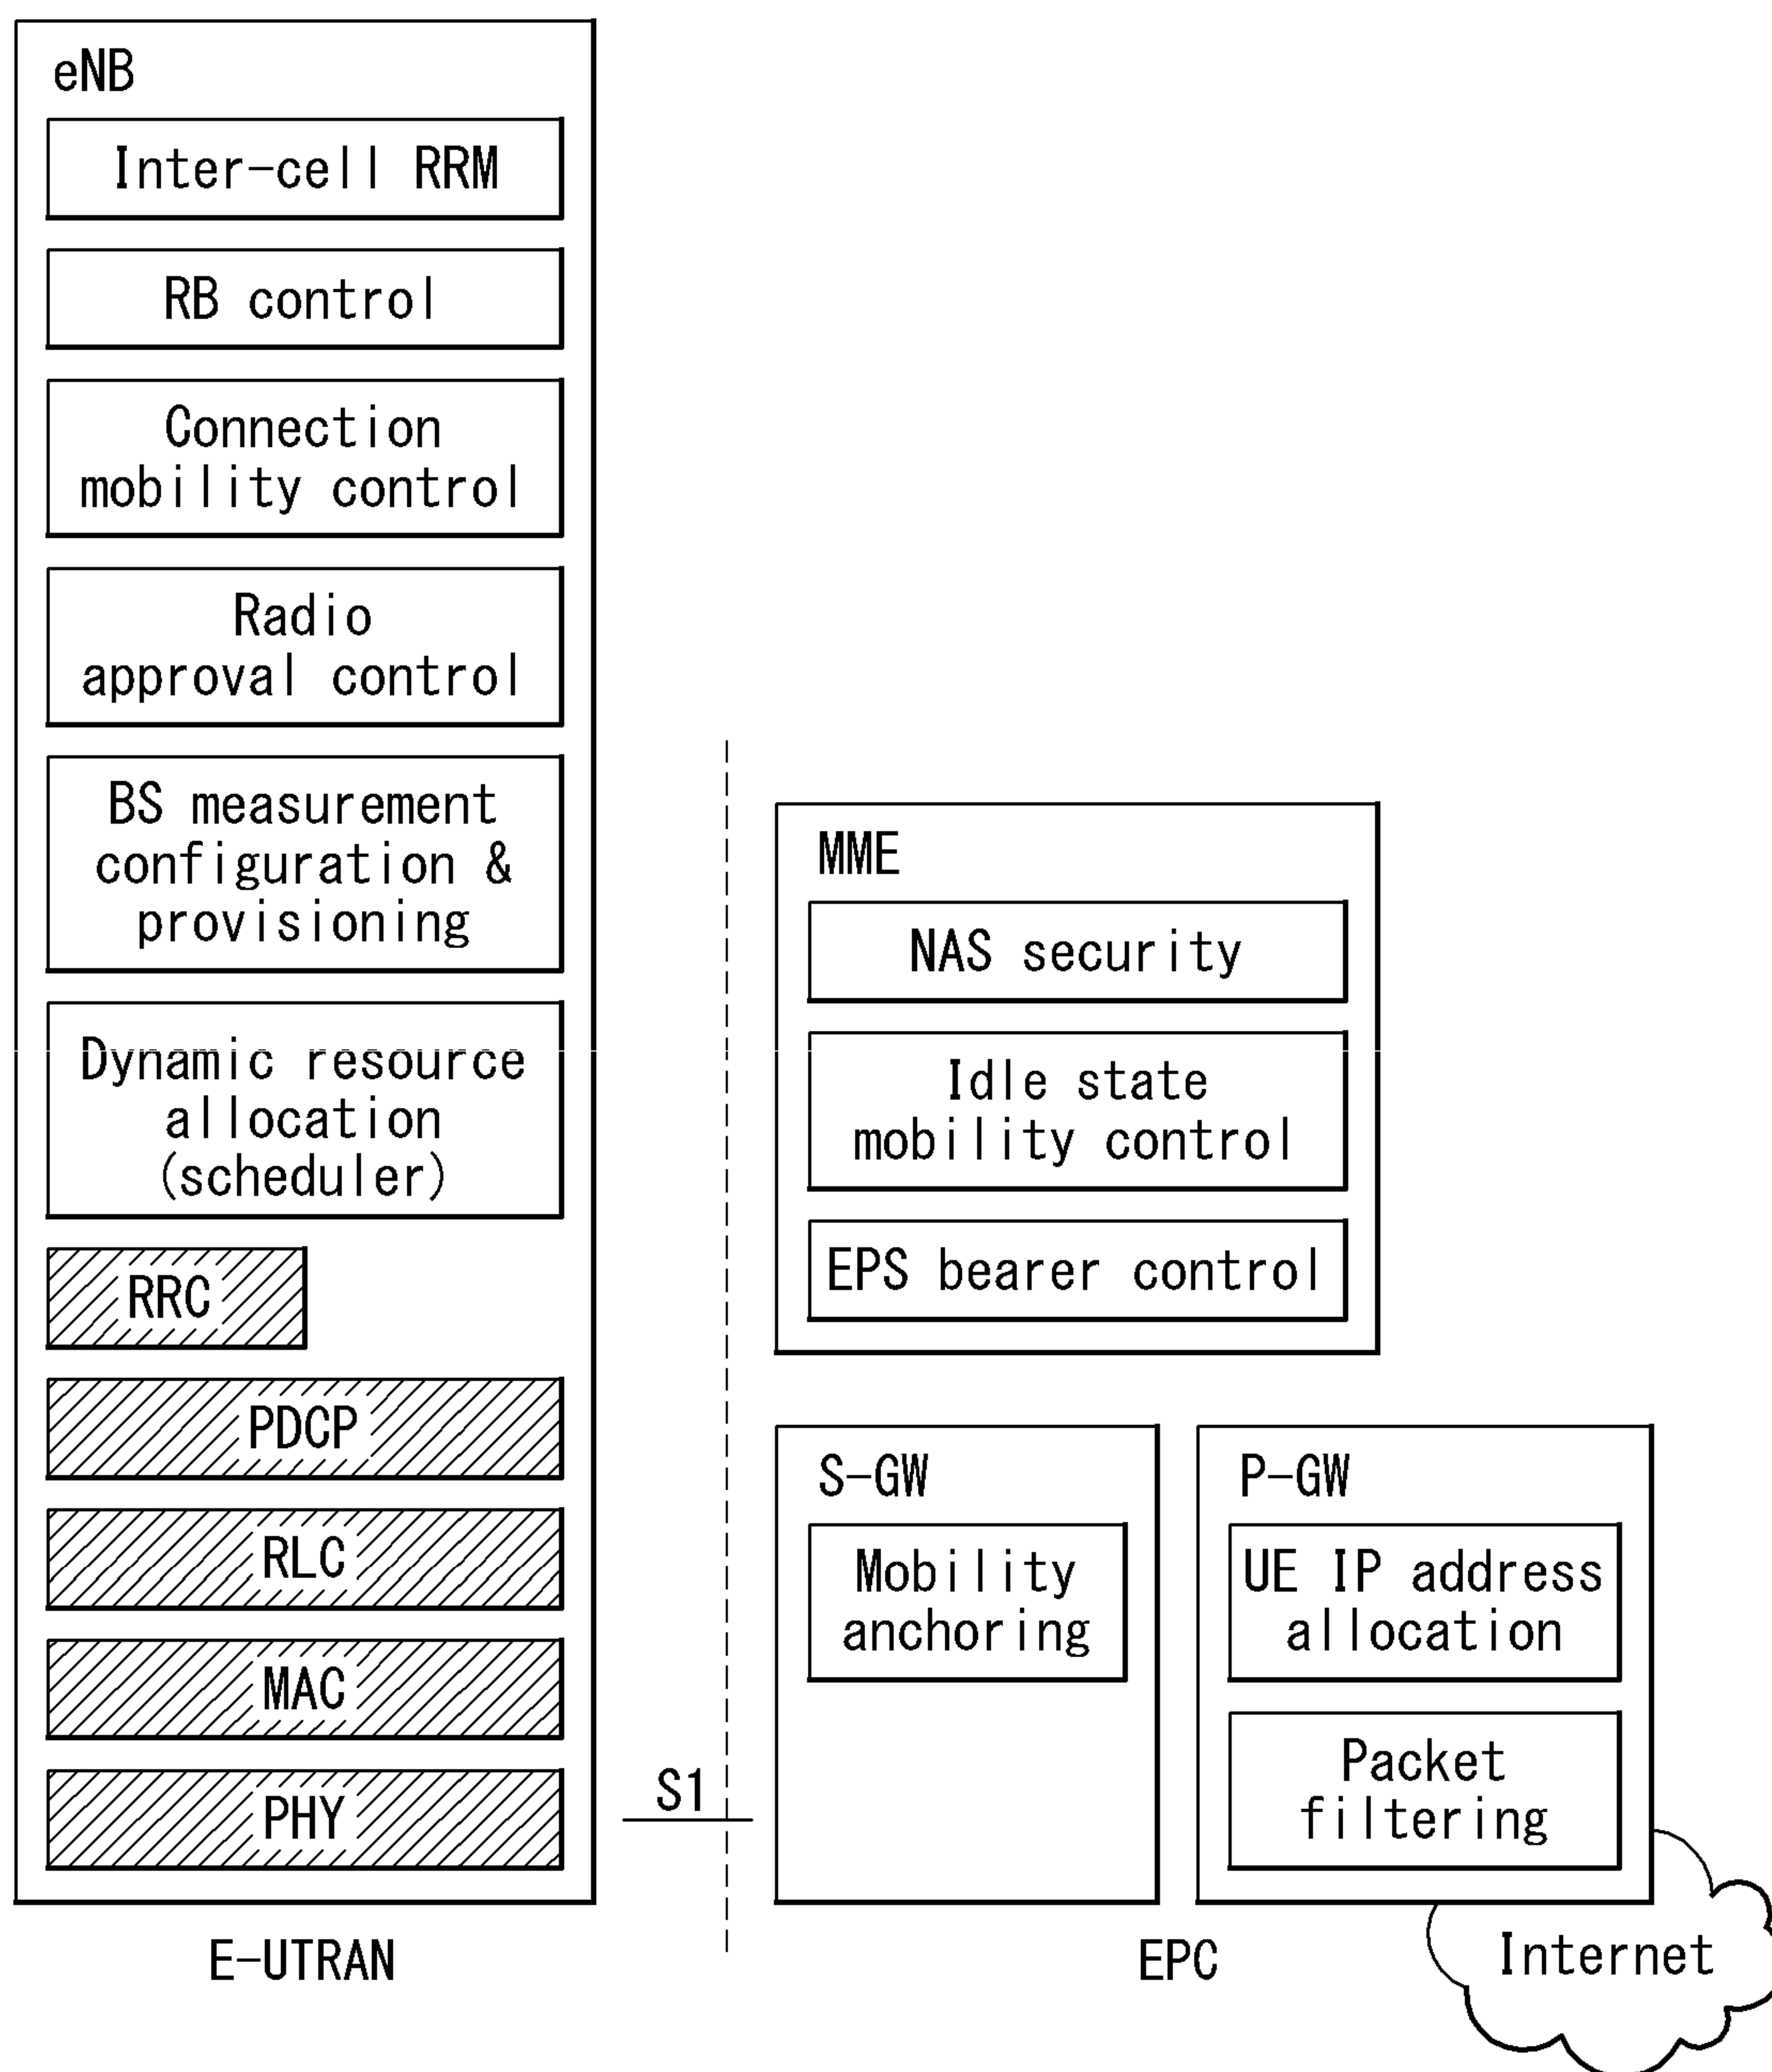 eNB
Inter-cell RRM
RB control
Connection
mobility control
Radio
approval control
BS measurement
configuration &
provisioning
Dynamic resource
allocation
(scheduler)
RRC
PDCP
RLC
MAC
PHY
E-UTRAN
S1
MME
NAS security
Idle state
mobility control
EPS bearer control
S-GW
Mobility
anchoring
P-GW
UE IP address
allocation
Packet
filtering
EPC
Internet